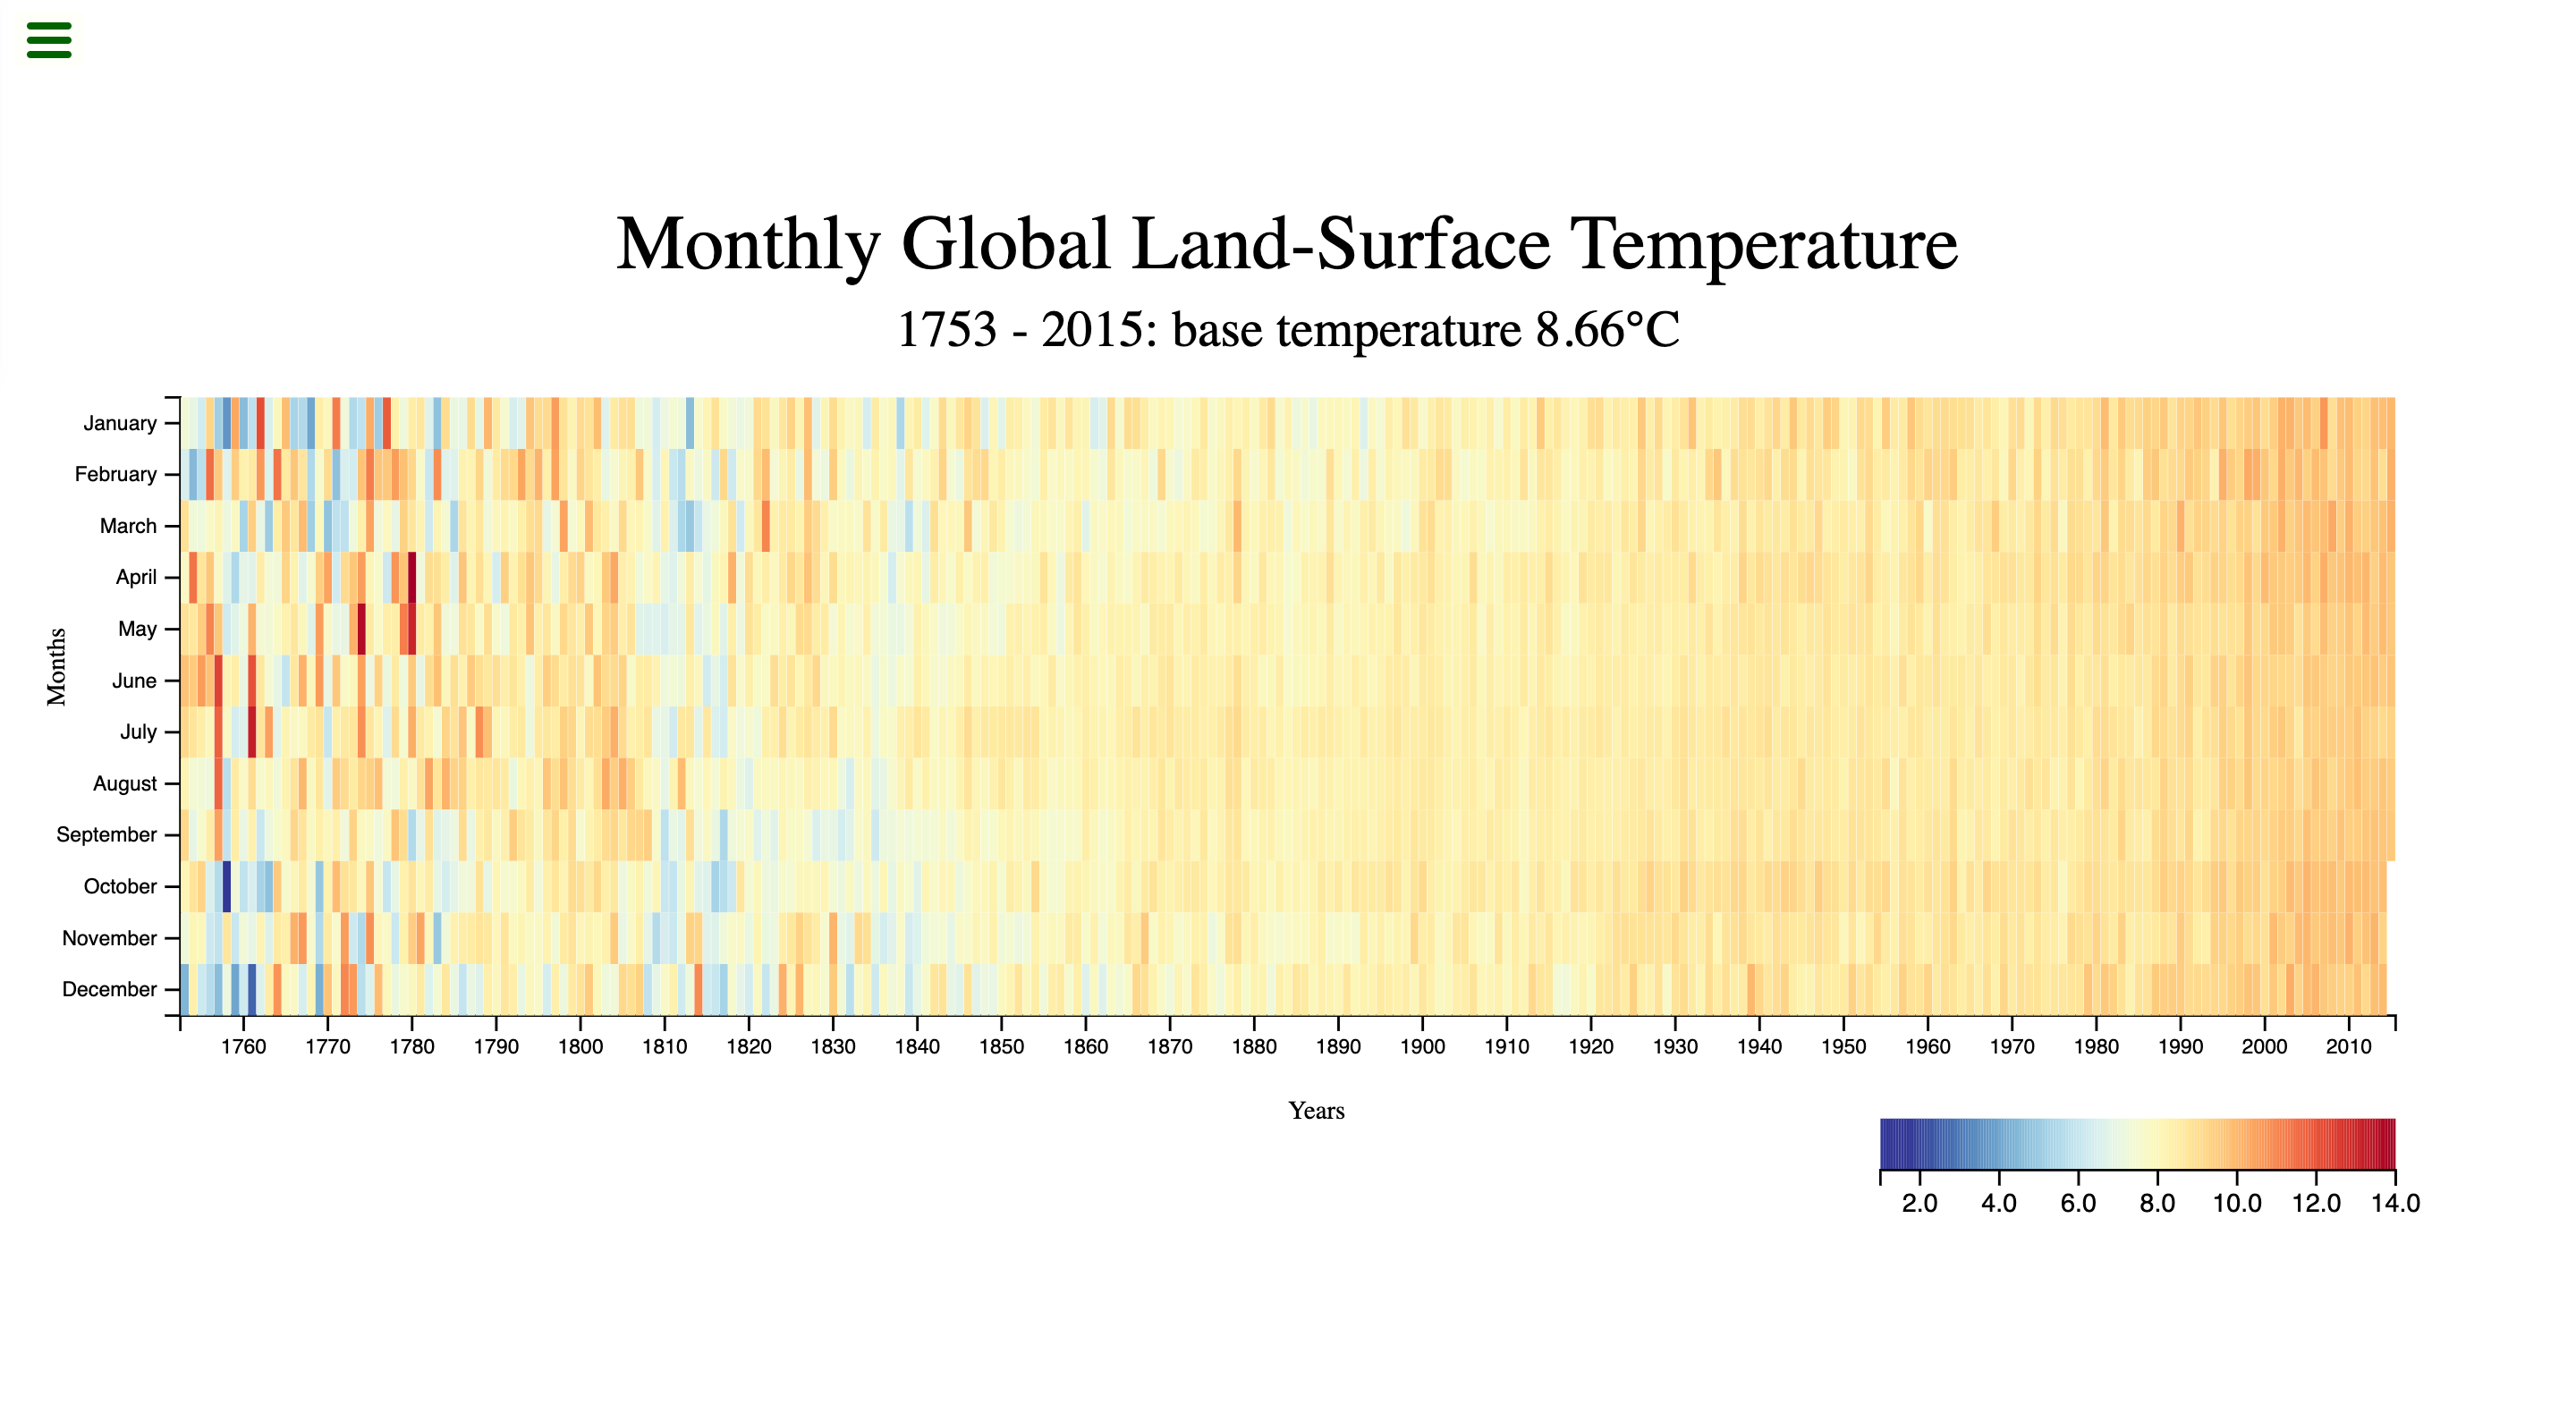 Monthly Global Land-Surface Temperature
1753 - 2015: base temperature 8.66°C
Months
January
February
March
April
May
June
July
August
September
October
November
December
1760 1770 1780 1790 1800 1810 1820 1830 1840 1850 1860 1870 1880 1890 1900 1910 1920 1930 1940 1950 1960 1970 1980 1990 2000 2010
Years
2.0 4.0 6.0 8.0 10.0 12.0 14.0